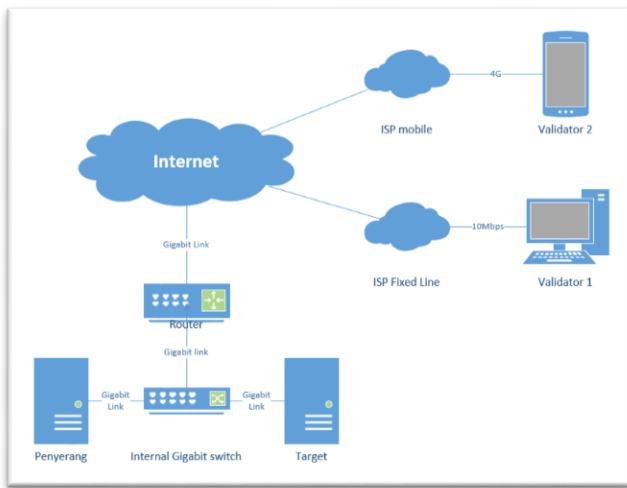 4G
ISP mobile
Validator 2
Internet
10Mbps
ISP Fixed Line
Validator 1
Gigabit Link
Router
Gigabit link
Gigabit
Link
Gigabit
Link
Penyerang
Internal Gigabit switch
Target